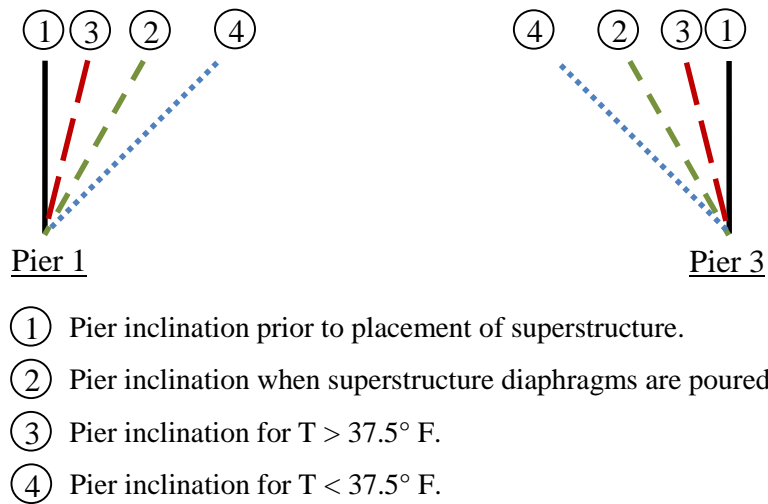 ① ③ ② ④ ④ ② ③ ①
Pier 1 Pier 3
① Pier inclination prior to placement of superstructure.
② Pier inclination when superstructure diaphragms are poured
③ Pier inclination for T > 37.5° F.
④ Pier inclination for T < 37.5° F.